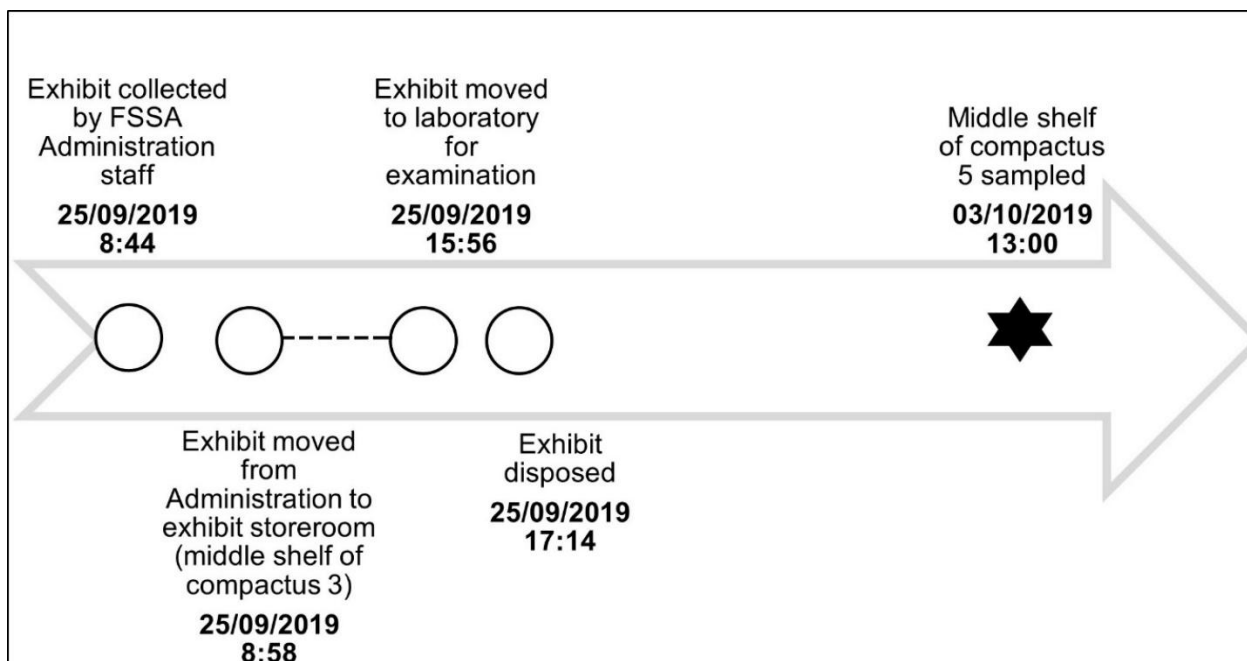 Exhibit collected
by FSSA
Administration
staff
25/09/2019
8:44
Exhibit moved
to laboratory
for
examination
25/09/2019
15:56
Middle shelf
of compactus
5 sampled
03/10/2019
13:00
Exhibit moved
from
Administration to
exhibit storeroom
(middle shelf of
compactus 3)
25/09/2019
8:58
Exhibit
disposed
25/09/2019
17:14